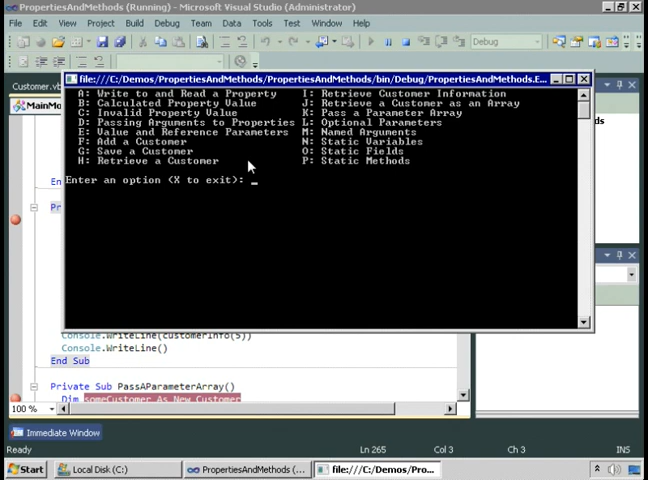 PropertiesAndMethods (Running) - Microsoft Visual Studio (Administrator)
File Edit View Project Build Debug Team Data Tools Test Window Help
Debug
Customer.vb
MainMo
file:///C:/Demos/PropertiesAndMethods/PropertiesAndMethods/bin/Debug/PropertiesAndMethods.E...
A: Write to and Read a Property I: Retrieve Customer Information
B: Calculated Property Value J: Retrieve a Customer as an Array
C: Invalid Property Value K: Pass a Parameter Array
D: Passing Arguments to Properties L: Optional Parameters
E: Value and Reference Parameters M: Named Arguments
F: Add a Customer N: Static Variables
G: Save a Customer O: Static Fields
H: Retrieve a Customer P: Static Methods
Enter an option (X to exit): _
En
Pr
Console.WriteLine(customerInfo(5))
Console.WriteLine()
End Sub
Private Sub PassAParameterArray()
Dim someCustomer As New Customer
100 %
Immediate Window
Ready Ln 265 Col 3 Ch 3 INS
Start Local Disk (C:) PropertiesAndMethods (... file:///C:/Demos/Pro...